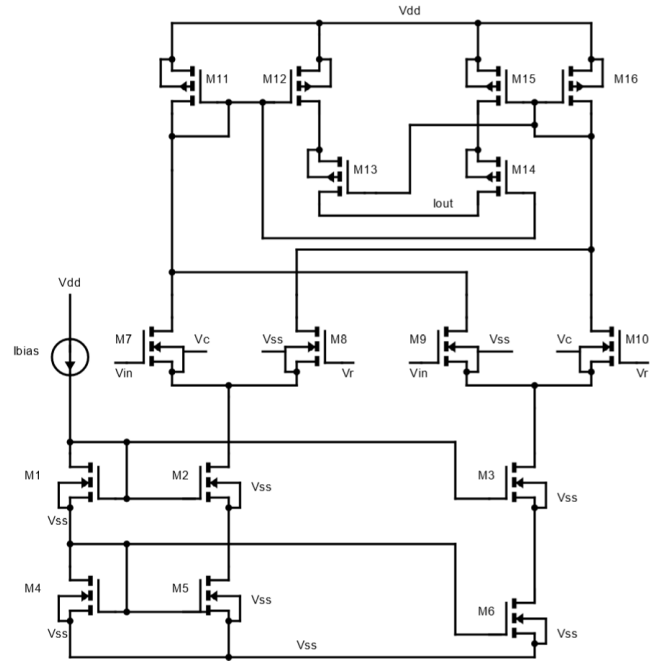 Vdd
M11
M12
M15
M16
M13
M14
Iout
Vdd
M7
Vc
Vss
M8
M9
Vss
Vc
M10
Ibias
Vin
Vr
Vin
Vr
M1
M2
M3
Vss
Vss
Vss
M4
M5
Vss
M6
Vss
Vss
Vss